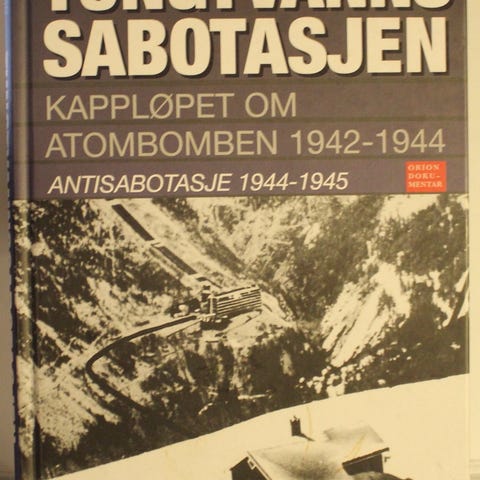 TUNGTVANNS
SABOTASJEN
KAPPLØPET OM
ATOMBOMBEN 1942-1944
ANTISABOTASJE 1944-1945
ORION
DOKU-
MENTAR